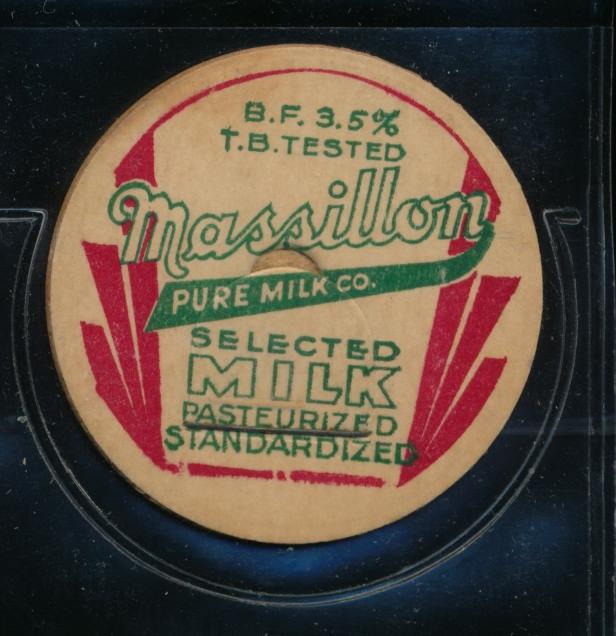 B.F. 3.5%
T.B. TESTED
Massillon
PURE MILK CO.
SELECTED
MILK
PASTEURIZED
STANDARDIZED